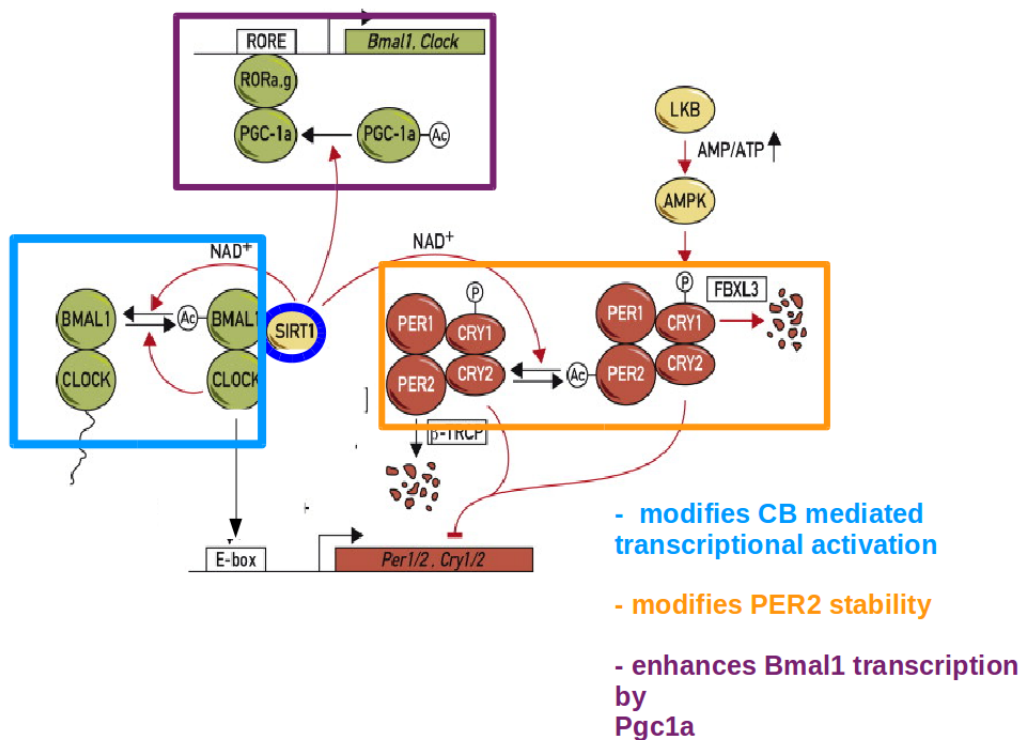 RORE
Bmal1, Clock
RORa,g
PGC-1a
PGC-1a
Ac
LKB
AMP/ATP
AMPK
NAD+
NAD+
P
P
FBXL3
BMAL1
Ac
BMAL1
SIRT1
PER1
CRY1
PER1
CRY1
CLOCK
CLOCK
PER2
CRY2
Ac
PER2
CRY2
]
β-TRCP
+
E-box
Per1/2, Cry1/2
- modifies CB mediated
transcriptional activation
- modifies PER2 stability
- enhances Bmal1 transcription
by
Pgc1a